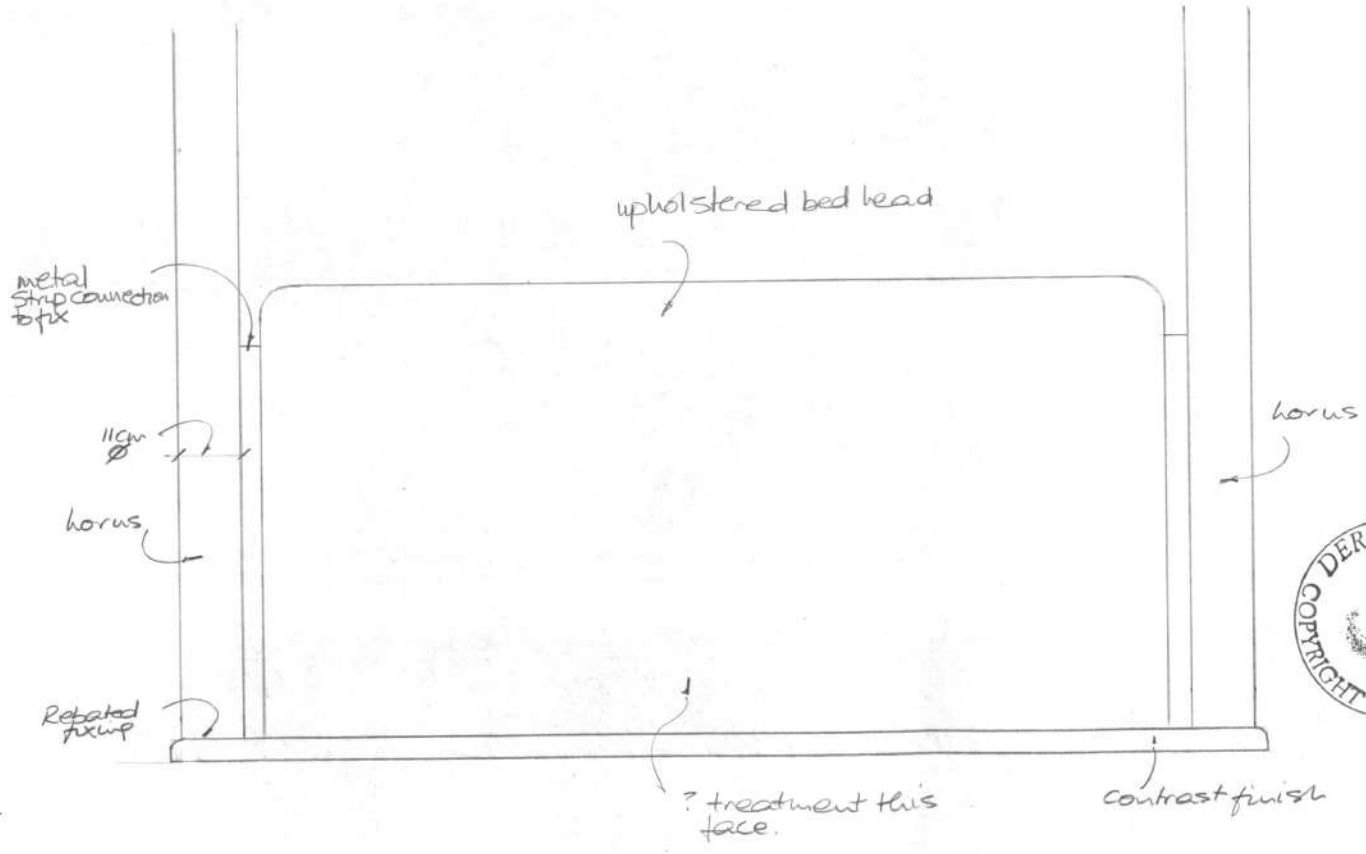 upholstered bed head
metal
strip connection
to fix
11cm
Ø
horus
horus
Rebated
fixing
? treatment this
face.
contrast finish
COPYRIGHT